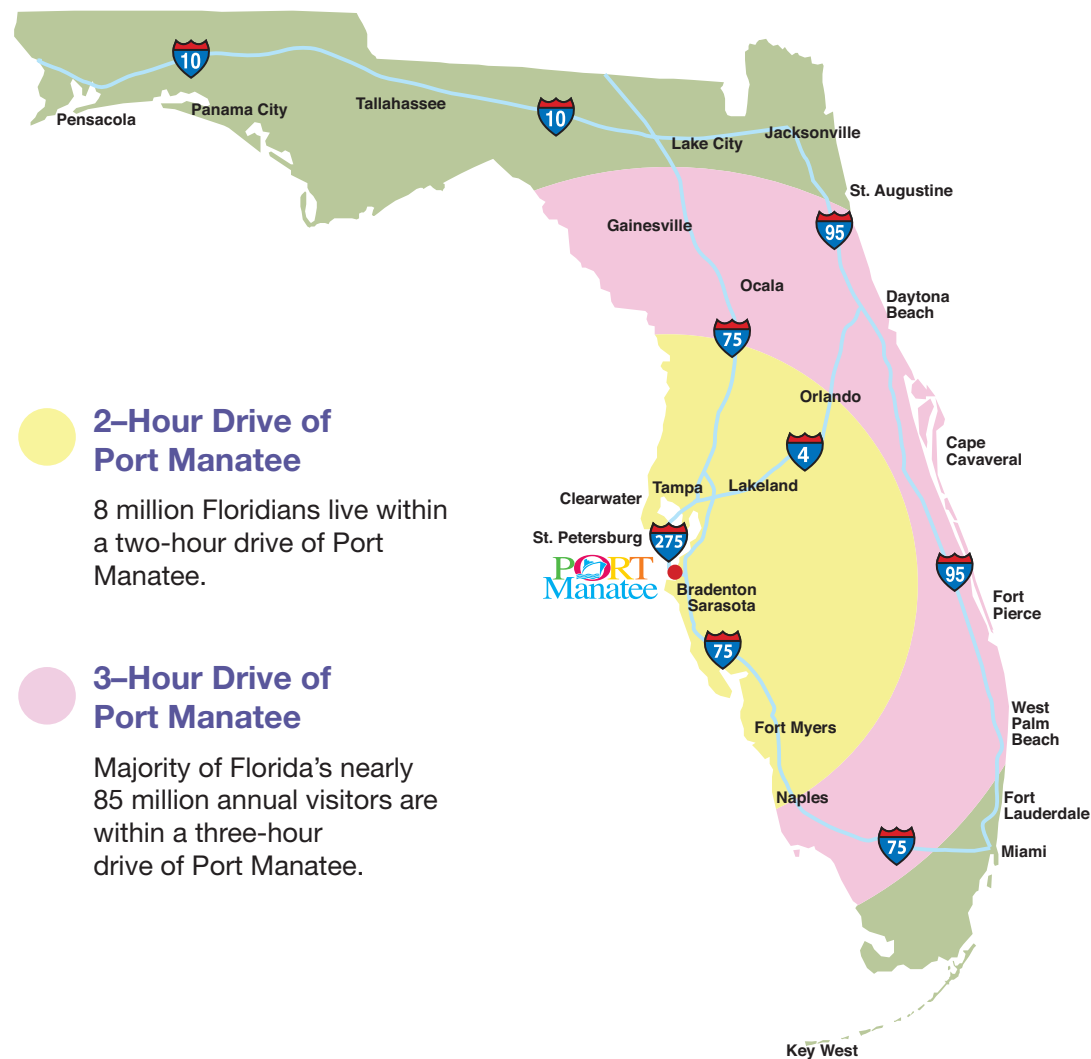 10
Pensacola
Panama City
Tallahassee
10
Lake City
Jacksonville
St. Augustine
95
Gainesville
Ocala
Daytona
Beach
75
Orlando
4
Cape
Cavaveral
Clearwater
Tampa
Lakeland
St. Petersburg
275
PORT
Manatee
Bradenton
Sarasota
95
Fort
Pierce
75
Fort Myers
West
Palm
Beach
Naples
Fort
Lauderdale
75
Miami
Key West
2–Hour Drive of
Port Manatee
8 million Floridians live within
a two-hour drive of Port
Manatee.
3–Hour Drive of
Port Manatee
Majority of Florida’s nearly
85 million annual visitors are
within a three-hour
drive of Port Manatee.